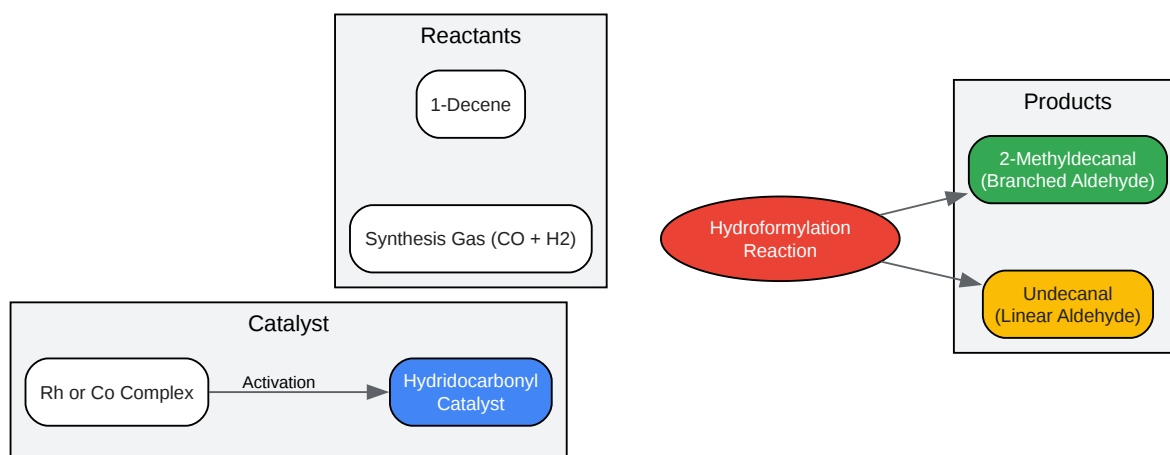 Reactants
1-Decene
Synthesis Gas (CO + H2)
Catalyst
Rh or Co Complex
Activation
Hydridocarbonyl
Catalyst
Hydroformylation
Reaction
Products
2-Methyldecanal
(Branched Aldehyde)
Undecanal
(Linear Aldehyde)